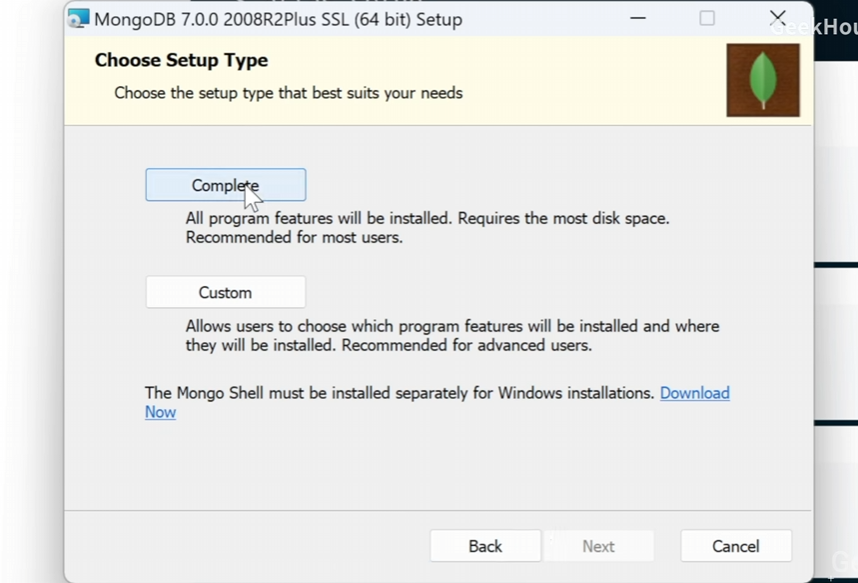 MongoDB 7.0.0 2008R2Plus SSL (64 bit) Setup
Choose Setup Type
Choose the setup type that best suits your needs
Complete
All program features will be installed. Requires the most disk space.
Recommended for most users.
Custom
Allows users to choose which program features will be installed and where
they will be installed. Recommended for advanced users.
The Mongo Shell must be installed separately for Windows installations. Download
Now
Back
Next
Cancel